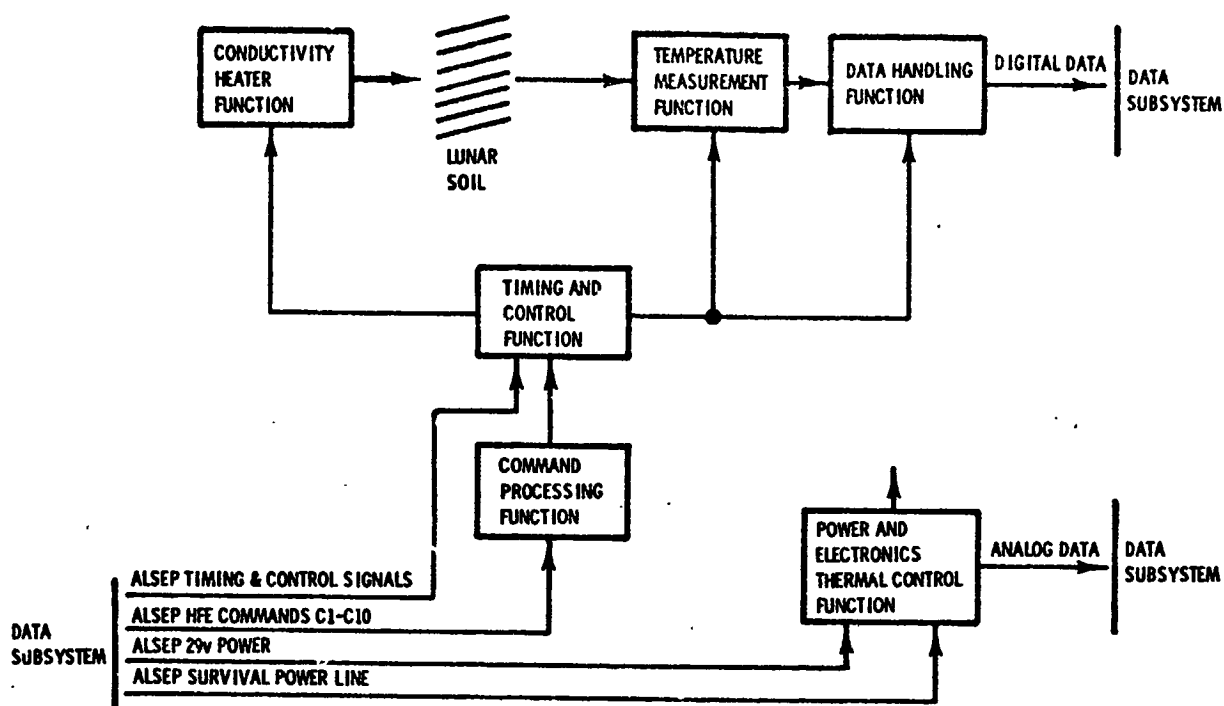 CONDUCTIVITY
HEATER
FUNCTION
LUNAR
SOIL
TEMPERATURE
MEASUREMENT
FUNCTION
DATA HANDLING
FUNCTION
DIGITAL DATA
DATA
SUBSYSTEM
TIMING AND
CONTROL
FUNCTION
COMMAND
PROCESSING
FUNCTION
POWER AND
ELECTRONICS
THERMAL CONTROL
FUNCTION
ANALOG DATA
DATA
SUBSYSTEM
DATA
SUBSYSTEM
ALSEP TIMING & CONTROL SIGNALS
ALSEP HFE COMMANDS C1-C10
ALSEP 29v POWER
ALSEP SURVIVAL POWER LINE